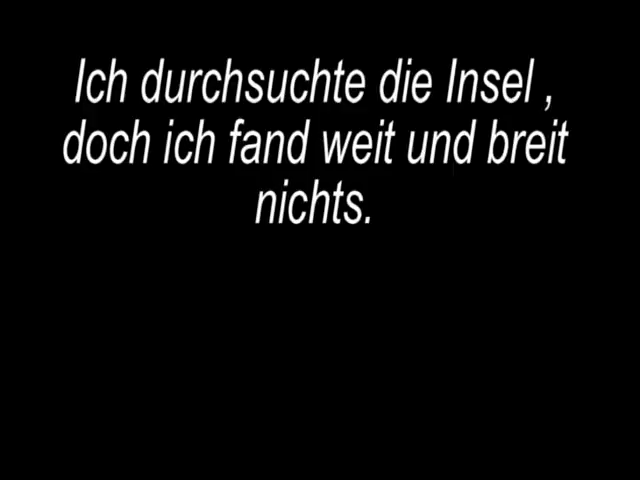 Ich durchsuchte die Insel ,
doch ich fand weit und breit
nichts.